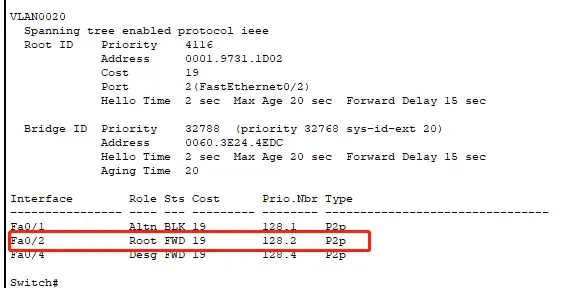 VLAN0020
Spanning tree enabled protocol ieee
Root ID Priority 4116
Address 0001.9731.1D02
Cost 19
Port 2(FastEthernet0/2)
Hello Time 2 sec Max Age 20 sec Forward Delay 15 sec
Bridge ID Priority 32788 (priority 32768 sys-id-ext 20)
Address 0060.3E24.4EDC
Hello Time 2 sec Max Age 20 sec Forward Delay 15 sec
Aging Time 20
Interface Role Sts Cost Prio.Nbr Type
---------------- ---- --- --------- -------- --------------------------------
Fa0/1 Altn BLK 19 128.1 P2p
Fa0/2 Root FWD 19 128.2 P2p
Fa0/4 Desg FWD 19 128.4 P2p
Switch#